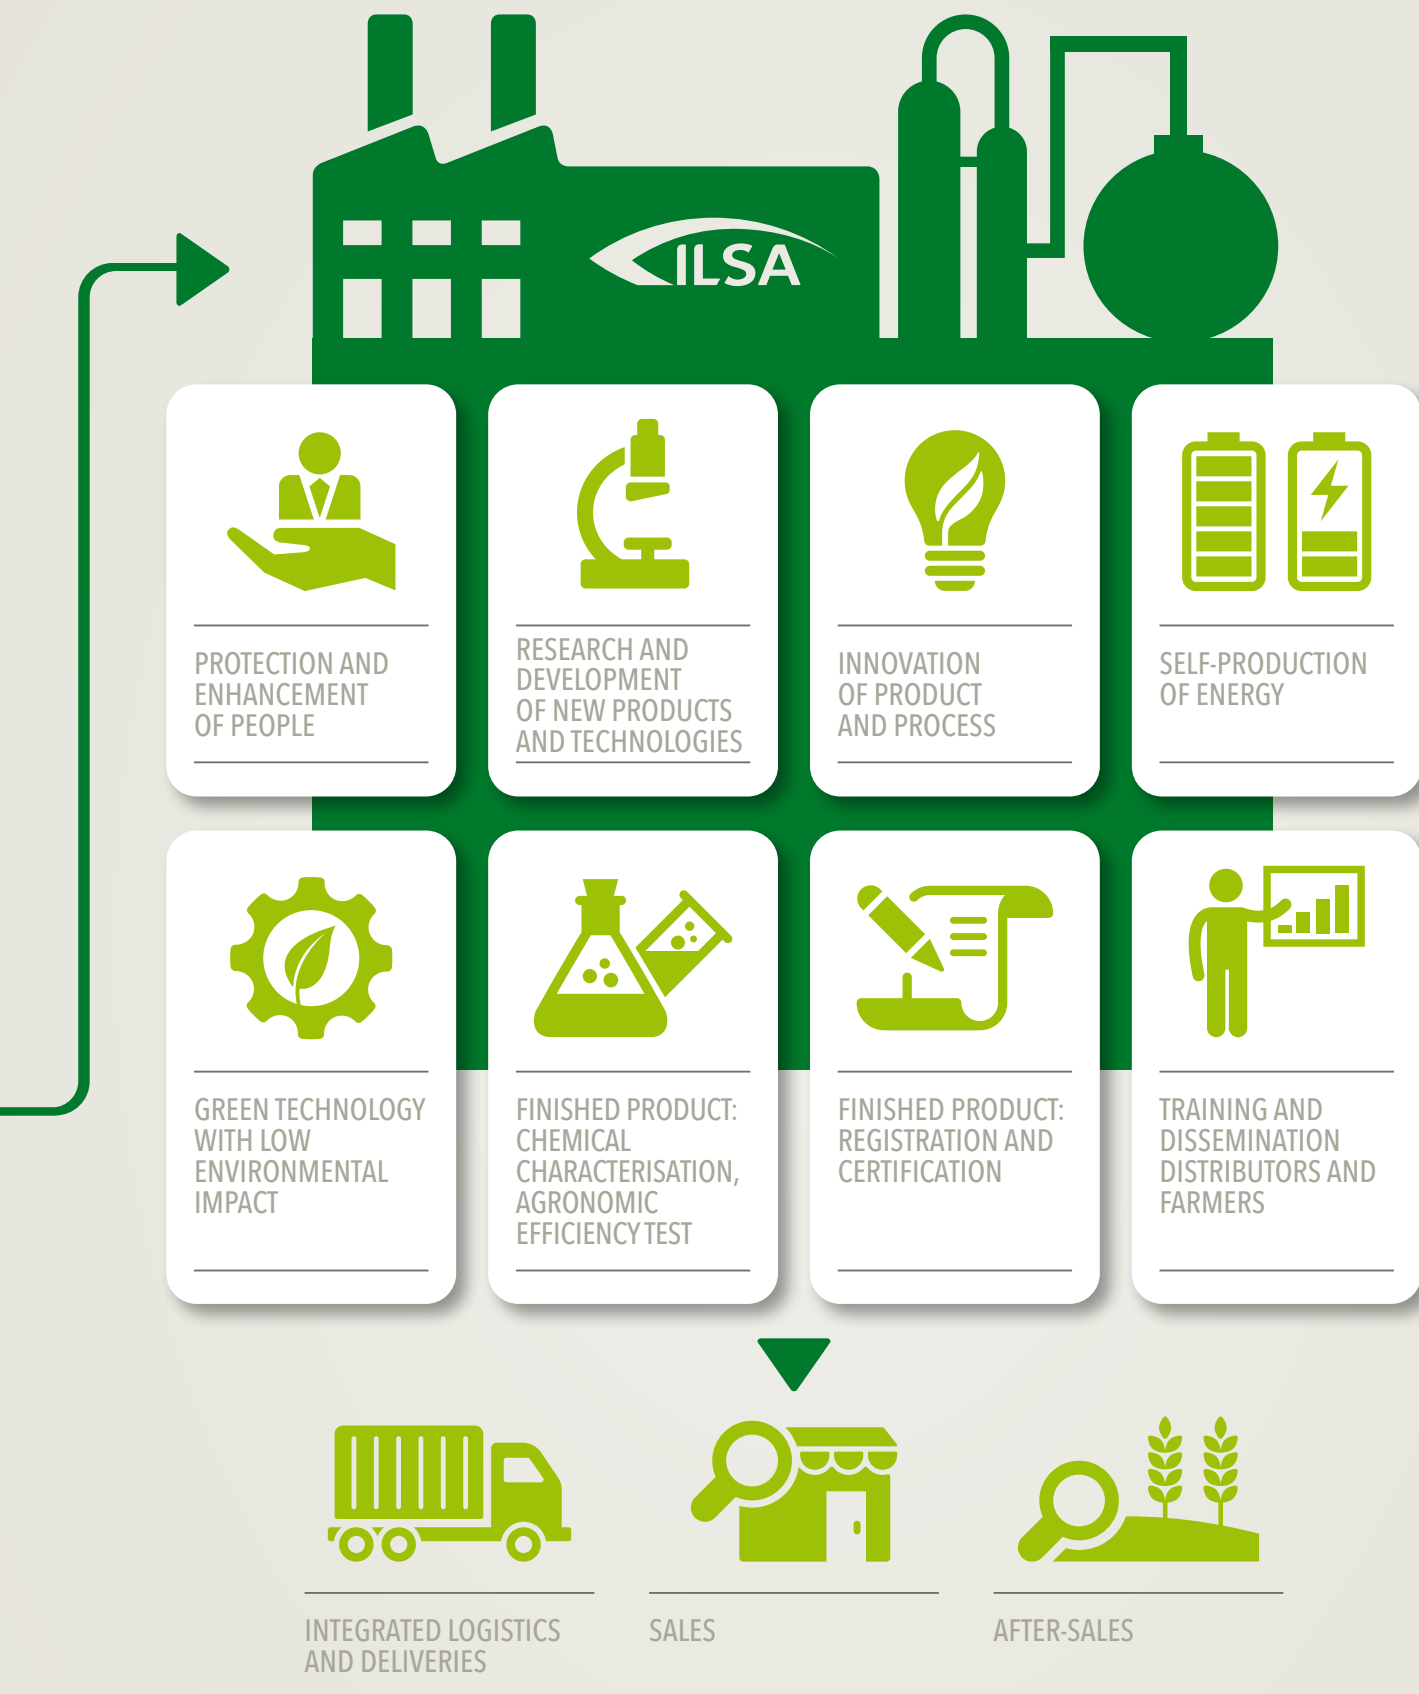 ILSA
PROTECTION AND
ENHANCEMENT
OF PEOPLE
RESEARCH AND
DEVELOPMENT
OF NEW PRODUCTS
AND TECHNOLOGIES
INNOVATION
OF PRODUCT
AND PROCESS
SELF-PRODUCTION
OF ENERGY
GREEN TECHNOLOGY
WITH LOW
ENVIRONMENTAL
IMPACT
FINISHED PRODUCT:
CHEMICAL
CHARACTERISATION,
AGRONOMIC
EFFICIENCY TEST
FINISHED PRODUCT:
REGISTRATION AND
CERTIFICATION
TRAINING AND
DISSEMINATION
DISTRIBUTORS AND
FARMERS
INTEGRATED LOGISTICS
AND DELIVERIES
SALES
AFTER-SALES